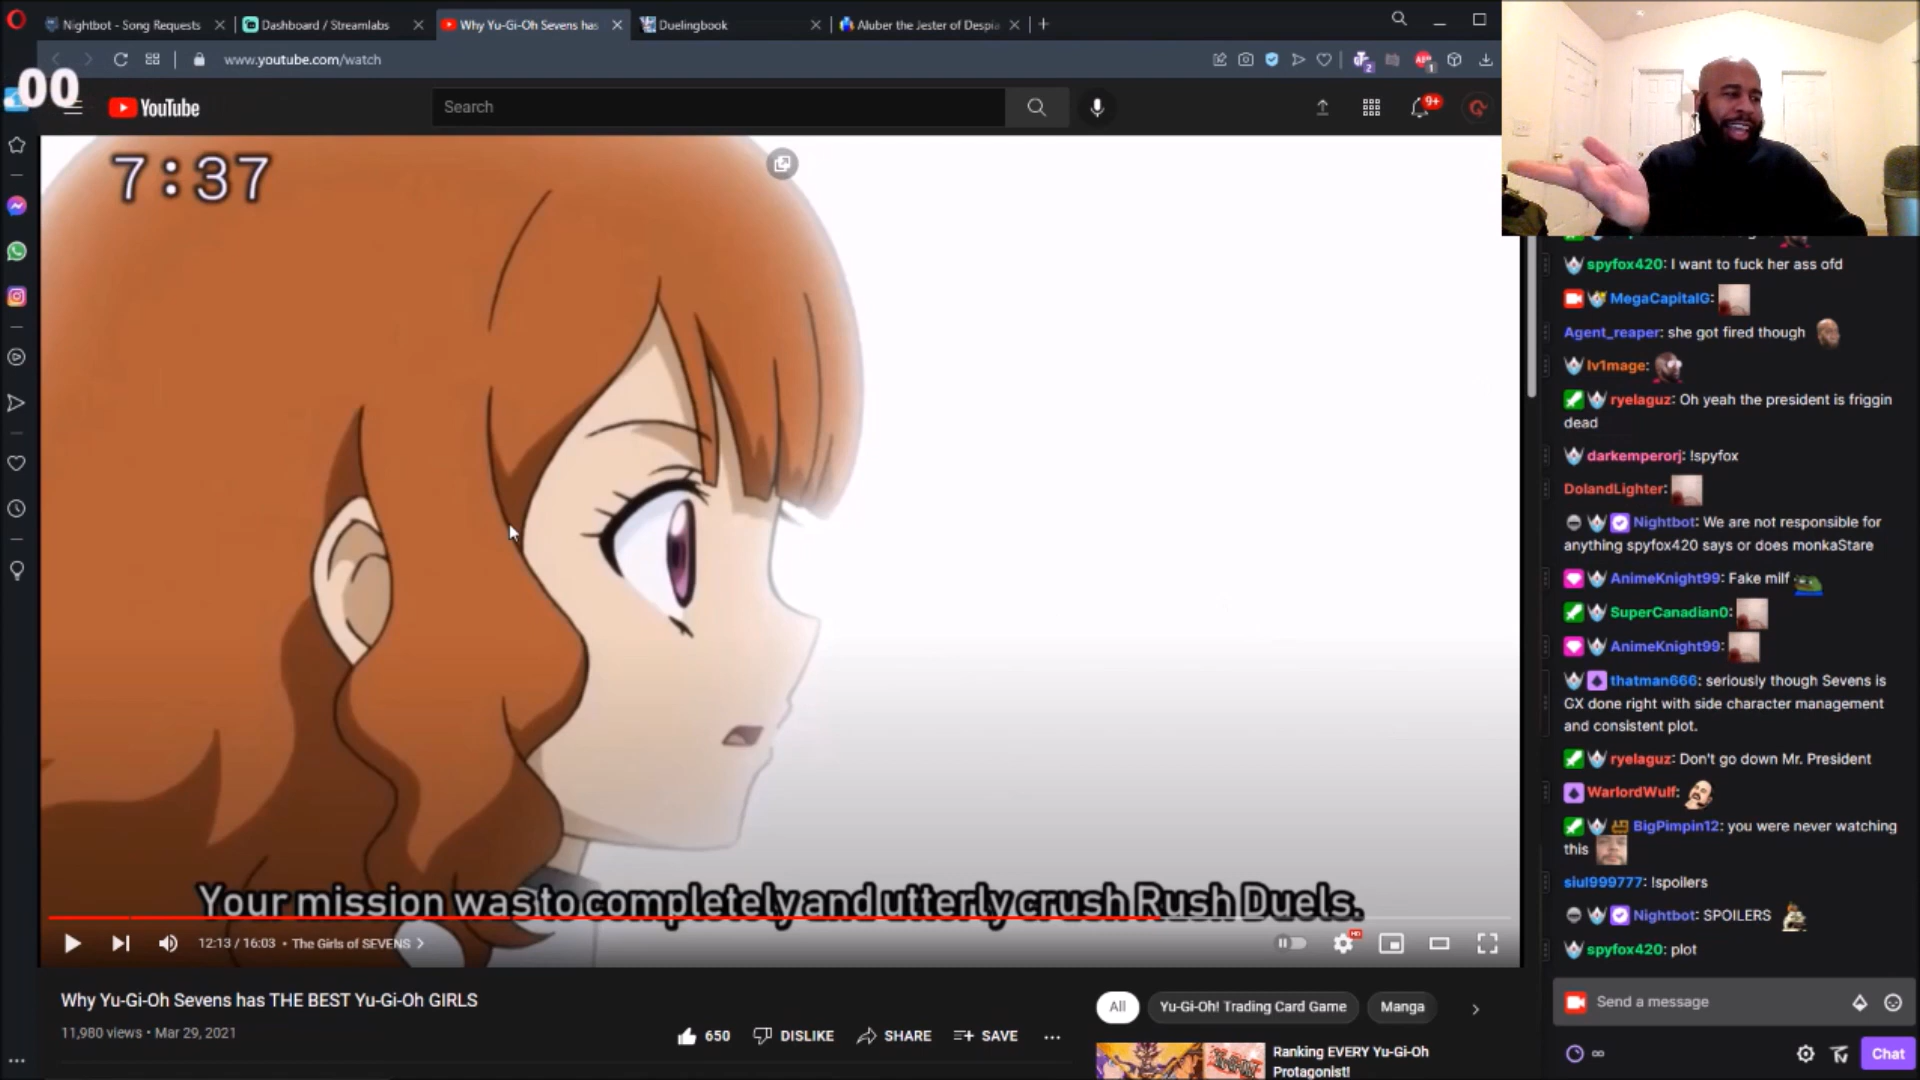 Nightbot - Song Requests
Dashboard / Streamlabs
Why Yu-Gi-Oh Sevens has
Duelingbook
Aluber the Jester of Despia
www.youtube.com/watch
2
1
00
YouTube
Search
9+
7:37
Your mission was to completely and utterly crush Rush Duels.
12:13 / 16:03 • The Girls of SEVENS
HD
Why Yu-Gi-Oh Sevens has THE BEST Yu-Gi-Oh GIRLS
11,980 views • Mar 29, 2021
650
DISLIKE
SHARE
SAVE
All
Yu-Gi-Oh! Trading Card Game
Manga
Ranking EVERY Yu-Gi-Oh
Protagonist!
spyfox420: I want to fuck her ass ofd
MegaCapitalG:
Agent_reaper: she got fired though
lv1mage:
ryelaguz: Oh yeah the president is friggin
dead
darkemperorj: !spyfox
DolandLighter:
Nightbot: We are not responsible for
anything spyfox420 says or does monkaStare
AnimeKnight99: Fake milf
SuperCanadian0:
AnimeKnight99:
thatman666: seriously though Sevens is
GX done right with side character management
and consistent plot.
ryelaguz: Don't go down Mr. President
WarlordWulf:
BigPimpin12: you were never watching
this
siul999777: !spoilers
Nightbot: SPOILERS
spyfox420: plot
Send a message
Chat